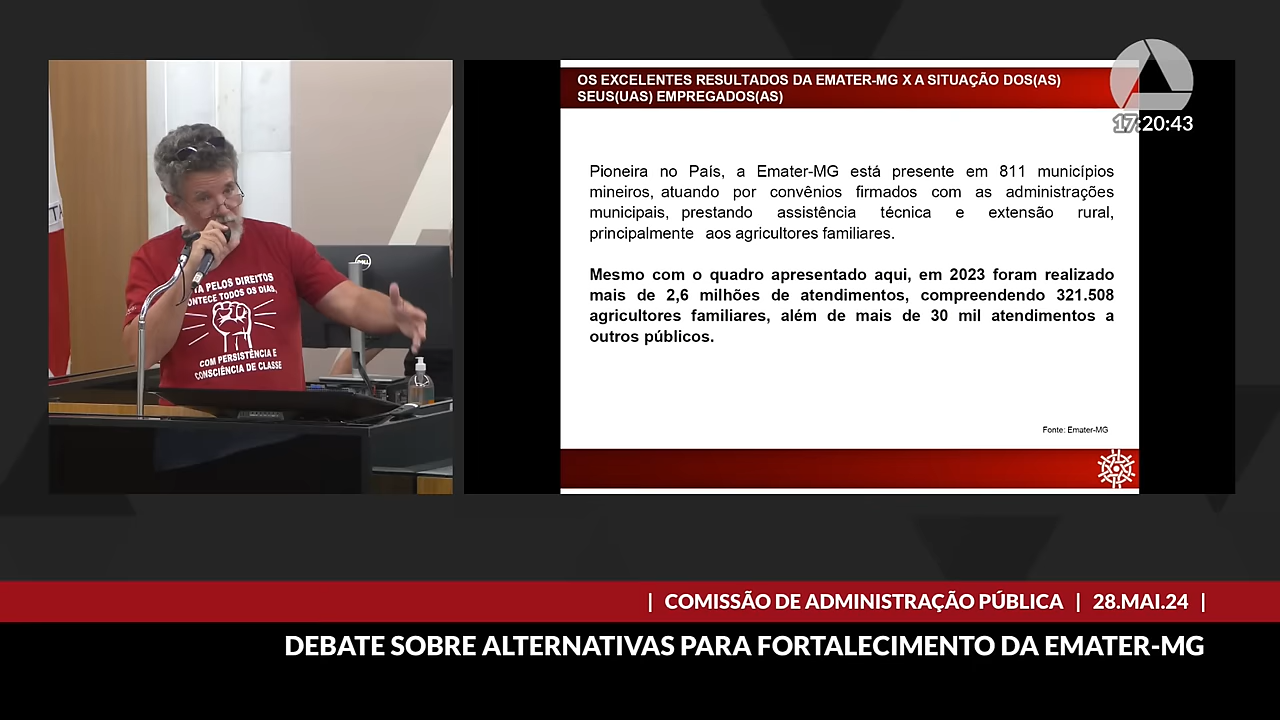 OS EXCELENTES RESULTADOS DA EMATER-MG X A SITUAÇÃO DOS(AS)
SEUS(UAS) EMPREGADOS(AS)
17:20:43
Pioneira no País, a Emater-MG está presente em 811 municípios
mineiros, atuando por convênios firmados com as administrações
municipais, prestando assistência técnica e extensão rural,
principalmente aos agricultores familiares.
Mesmo com o quadro apresentado aqui, em 2023 foram realizado
mais de 2,6 milhões de atendimentos, compreendendo 321.508
agricultores familiares, além de mais de 30 mil atendimentos a
outros públicos.
Fonte: Emater-MG
PELOS DIREITOS
TODOS OS DIAS,
COM PERSISTÊNCIA E
CONSCIÊNCIA DE CLASSE
DELL
| COMISSÃO DE ADMINISTRAÇÃO PÚBLICA | 28.MAI.24 |
DEBATE SOBRE ALTERNATIVAS PARA FORTALECIMENTO DA EMATER-MG